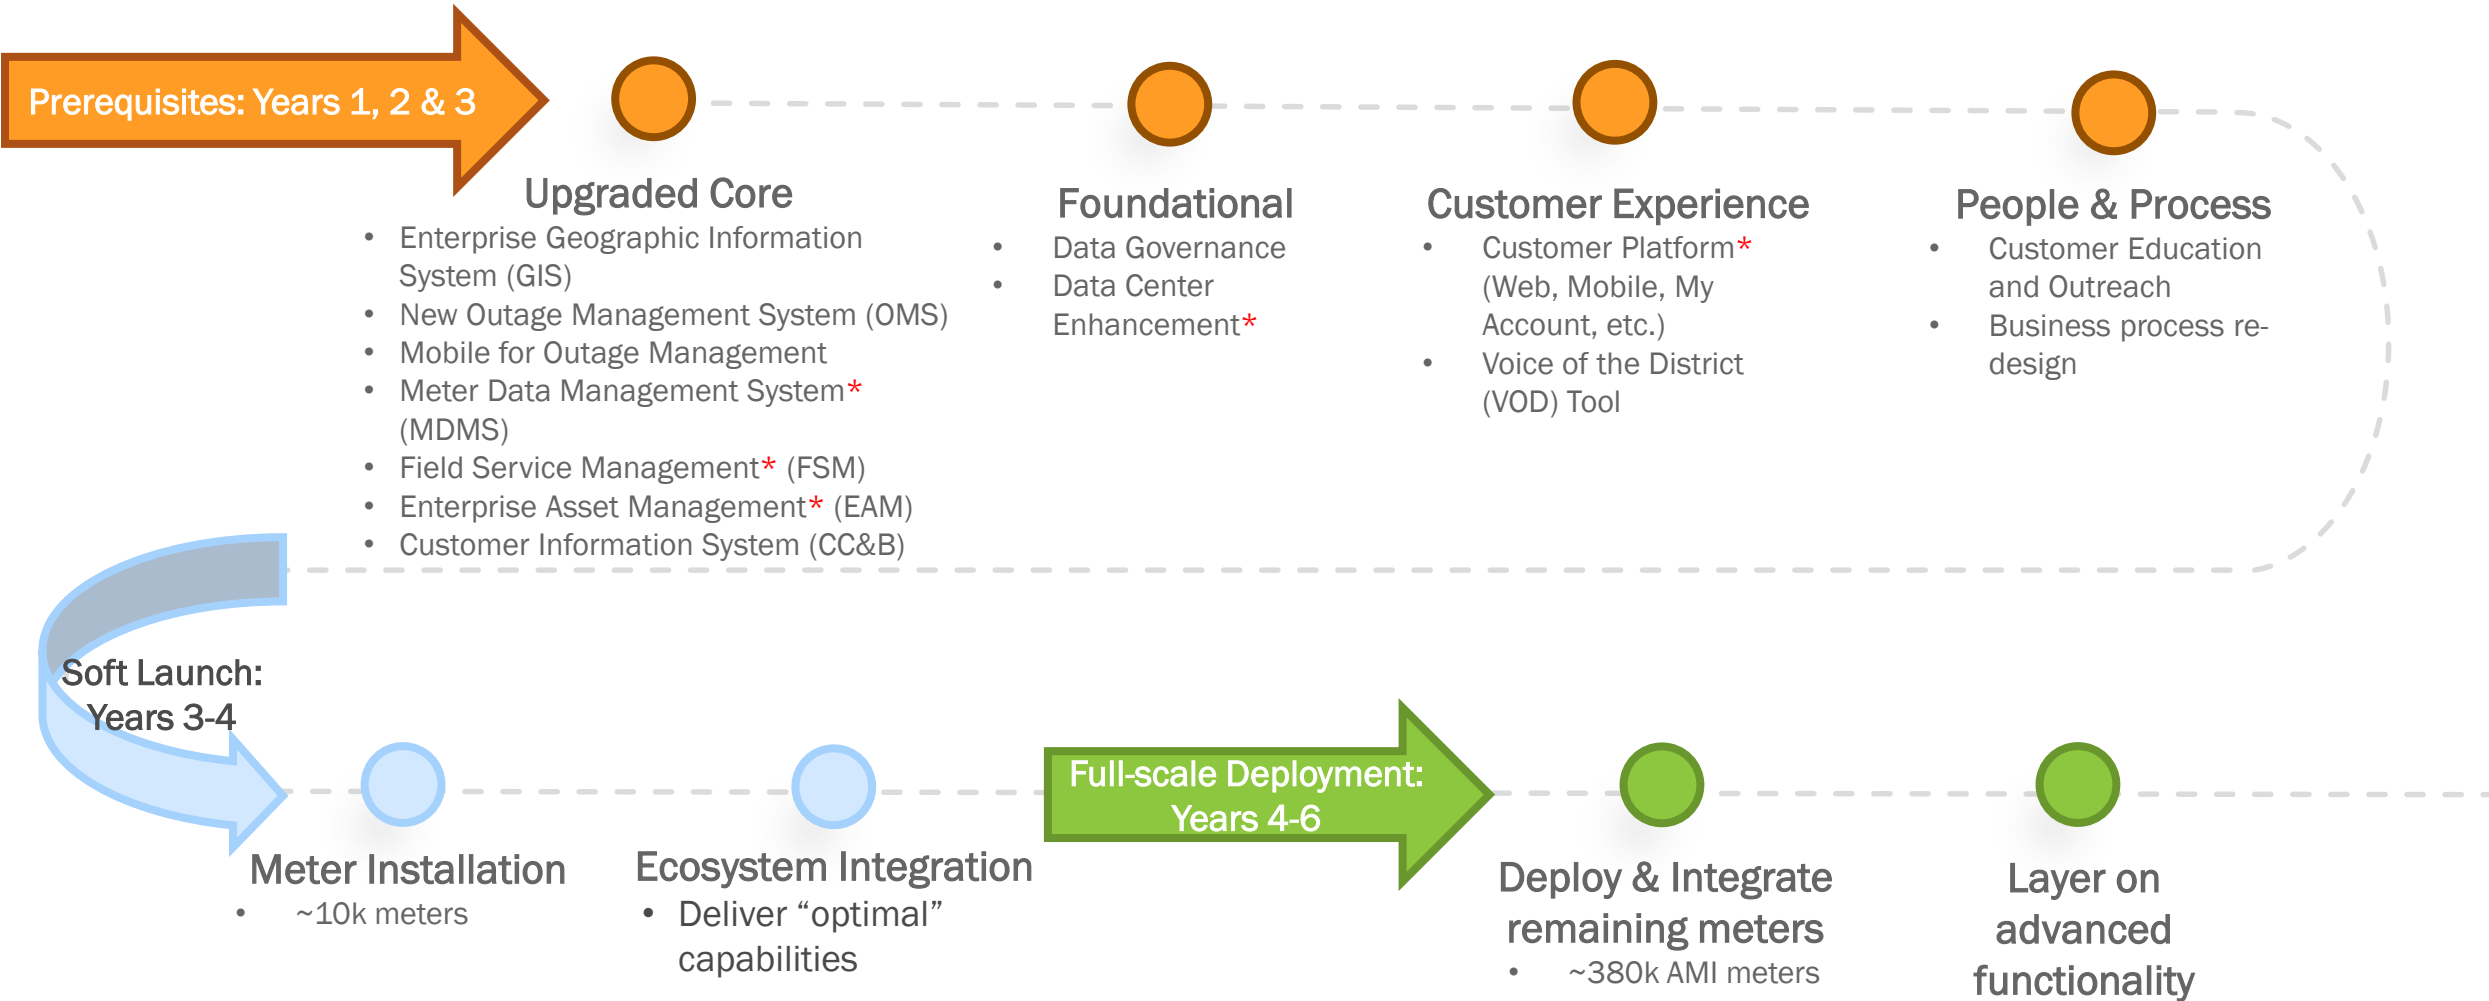 Prerequisites: Years 1, 2 & 3
Upgraded Core
• Enterprise Geographic Information
System (GIS)
• New Outage Management System (OMS)
• Mobile for Outage Management
• Meter Data Management System*
(MDMS)
• Field Service Management* (FSM)
• Enterprise Asset Management* (EAM)
• Customer Information System (CC&B)
Foundational
• Data Governance
• Data Center
Enhancement*
Customer Experience
• Customer Platform*
(Web, Mobile, My
Account, etc.)
• Voice of the District
(VOD) Tool
People & Process
• Customer Education
and Outreach
• Business process re-
design
Soft Launch:
Years 3-4
Meter Installation
• ~10k meters
Ecosystem Integration
• Deliver “optimal”
capabilities
Full-scale Deployment:
Years 4-6
Deploy & Integrate
remaining meters
• ~380k AMI meters
Layer on
advanced
functionality